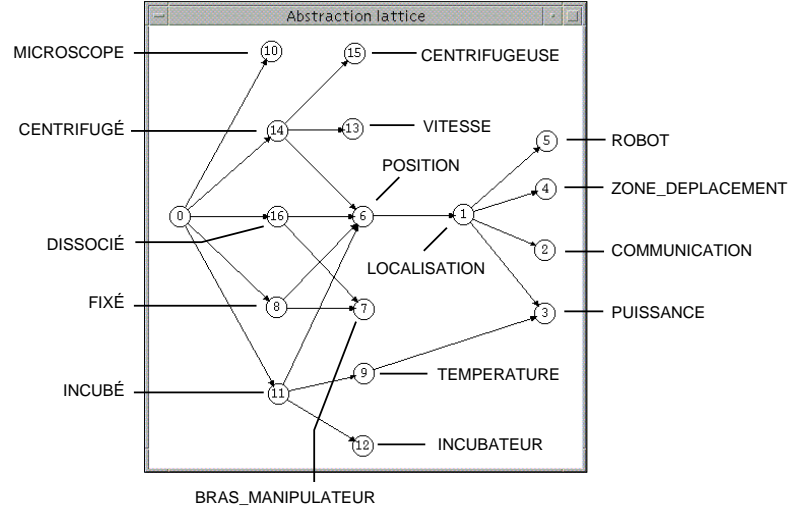 Abstraction lattice
MICROSCOPE
10
15
CENTRIFUGEUSE
CENTRIFUGÉ
14
13
VITESSE
5
ROBOT
POSITION
4
ZONE_DEPLACEMENT
0
16
6
1
DISSOCIÉ
LOCALISATION
2
COMMUNICATION
FIXÉ
8
7
3
PUISSANCE
INCUBÉ
11
9
TEMPERATURE
12
INCUBATEUR
BRAS_MANIPULATEUR